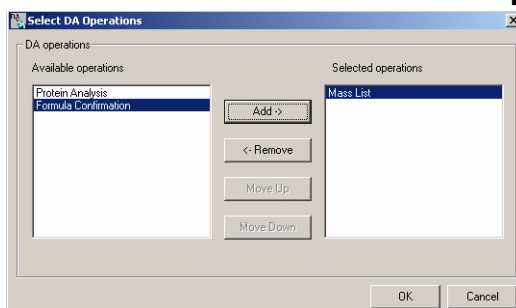 Select DA Operations
DA operations
Available operations
Selected operations
Protein Analysis
Formula Confirmation
Mass List
Add ->
<- Remove
Move Up
Move Down
OK
Cancel